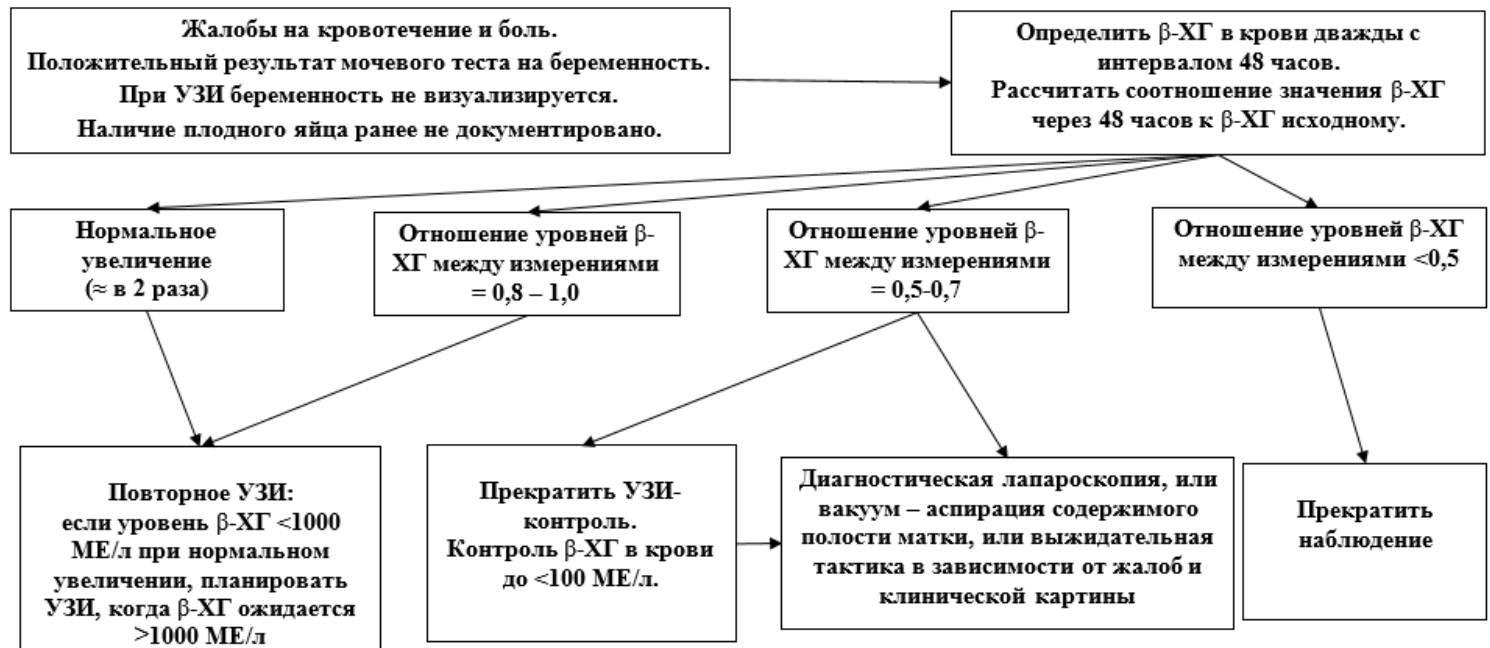 Жалобы на кровотечение и боль.
Положительный результат мочевого теста на беременность.
При УЗИ беременность не визуализируется.
Наличие плодного яйца ранее не документировано.
Определить β-ХГ в крови дважды с
интервалом 48 часов.
Рассчитать соотношение значения β-ХГ
через 48 часов к β-ХГ исходному.
Нормальное
увеличение
(≈ в 2 раза)
Отношение уровней β-
ХГ между измерениями
= 0,8 – 1,0
Отношение уровней β-
ХГ между измерениями
= 0,5-0,7
Отношение уровней β-ХГ
между измерениями <0,5
Повторное УЗИ:
если уровень β-ХГ <1000
МЕ/л при нормальном
увеличении, планировать
УЗИ, когда β-ХГ ожидается
>1000 МЕ/л
Прекратить УЗИ-
контроль.
Контроль β-ХГ в крови
до <100 МЕ/л.
Диагностическая лапароскопия, или
вакуум – аспирация содержимого
полости матки, или выжидательная
тактика в зависимости от жалоб и
клинической картины
Прекратить
наблюдение